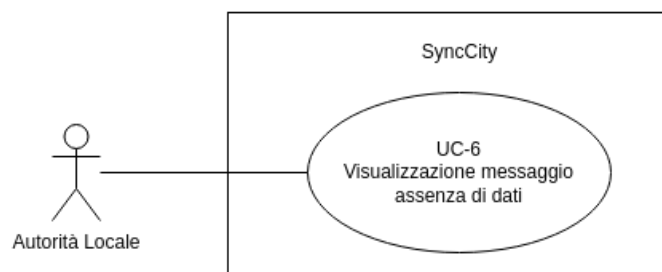 SyncCity
UC-6
Visualizzazione messaggio
assenza di dati
Autorità Locale